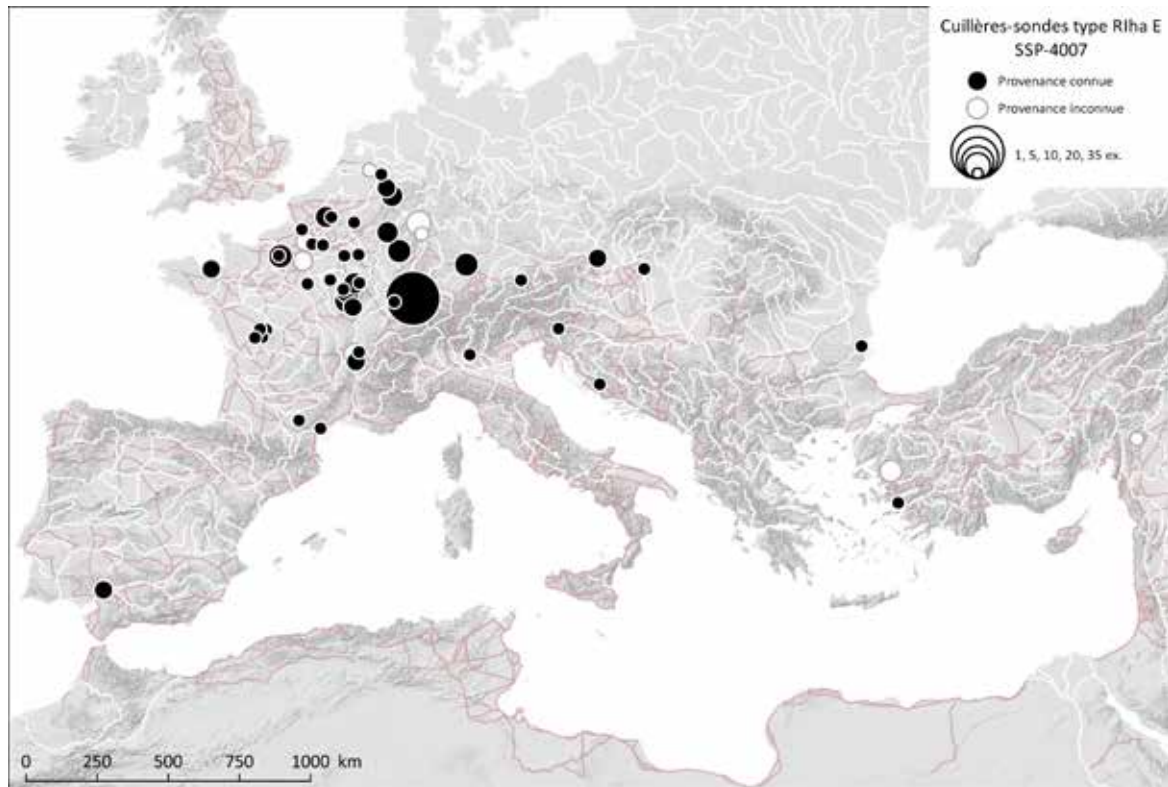 Cuillères-sondes type RIha E
SSP-4007
Provenance connue
Provenance inconnue
1, 5, 10, 20, 35 ex.
0 250 500 750 1000 km